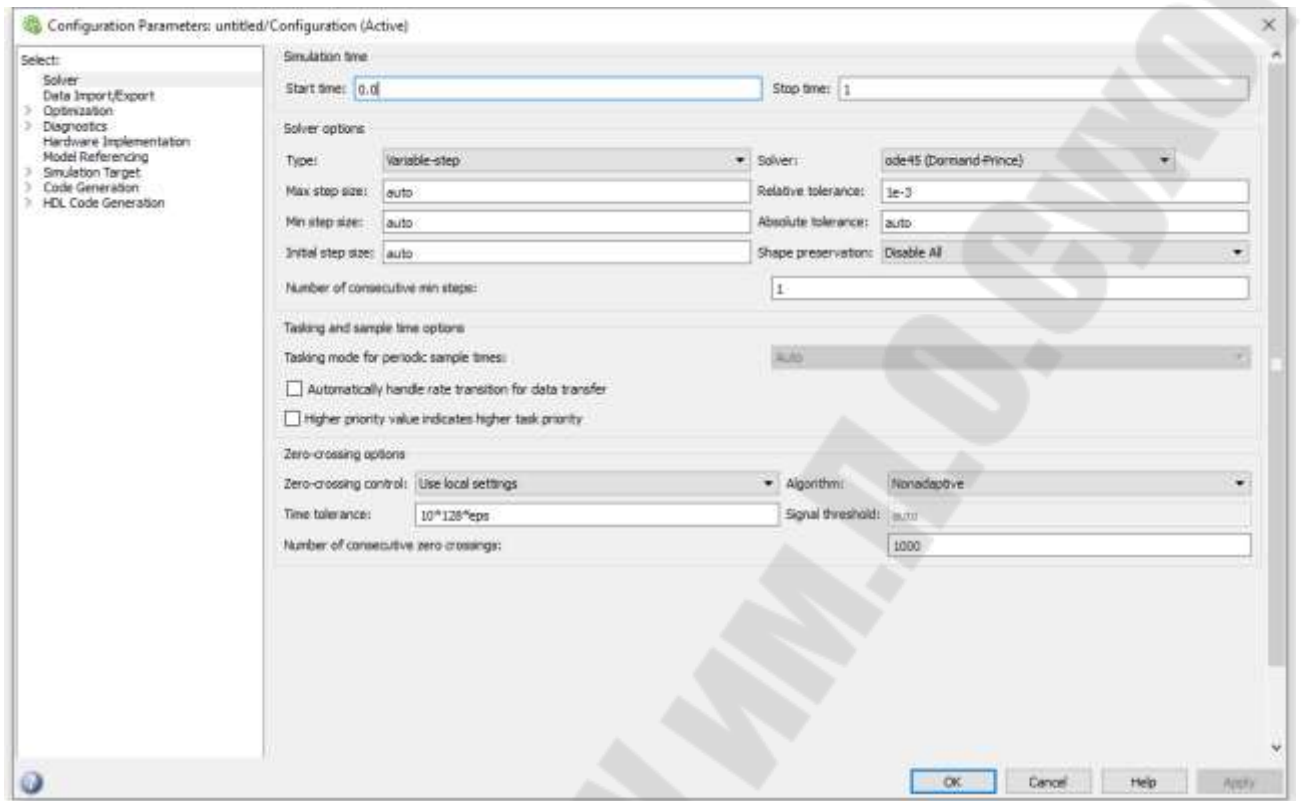 Configuration Parameters: untitled/Configuration (Active)
Select:
Solver
Data Import/Export
Optimization
Diagnostics
Hardware Implementation
Model Referencing
Simulation Target
Code Generation
HDL Code Generation
Simulation time
Start time: 0.0 Stop time: 1
Solver options
Type: Variable-step Solver: ode45 (Dormand-Prince)
Max step size: auto Relative tolerance: 1e-3
Min step size: auto Absolute tolerance: auto
Initial step size: auto Shape preservation: Disable All
Number of consecutive min steps: 1
Tasking and sample time options
Tasking mode for periodic sample times: Auto
Automatically handle rate transition for data transfer
Higher priority value indicates higher task priority
Zero-crossing options
Zero-crossing control: Use local settings Algorithm: Nonadaptive
Time tolerance: 10*128*eps Signal threshold: auto
Number of consecutive zero crossings: 1000
OK Cancel Help Apply
им.П.О.Сухо